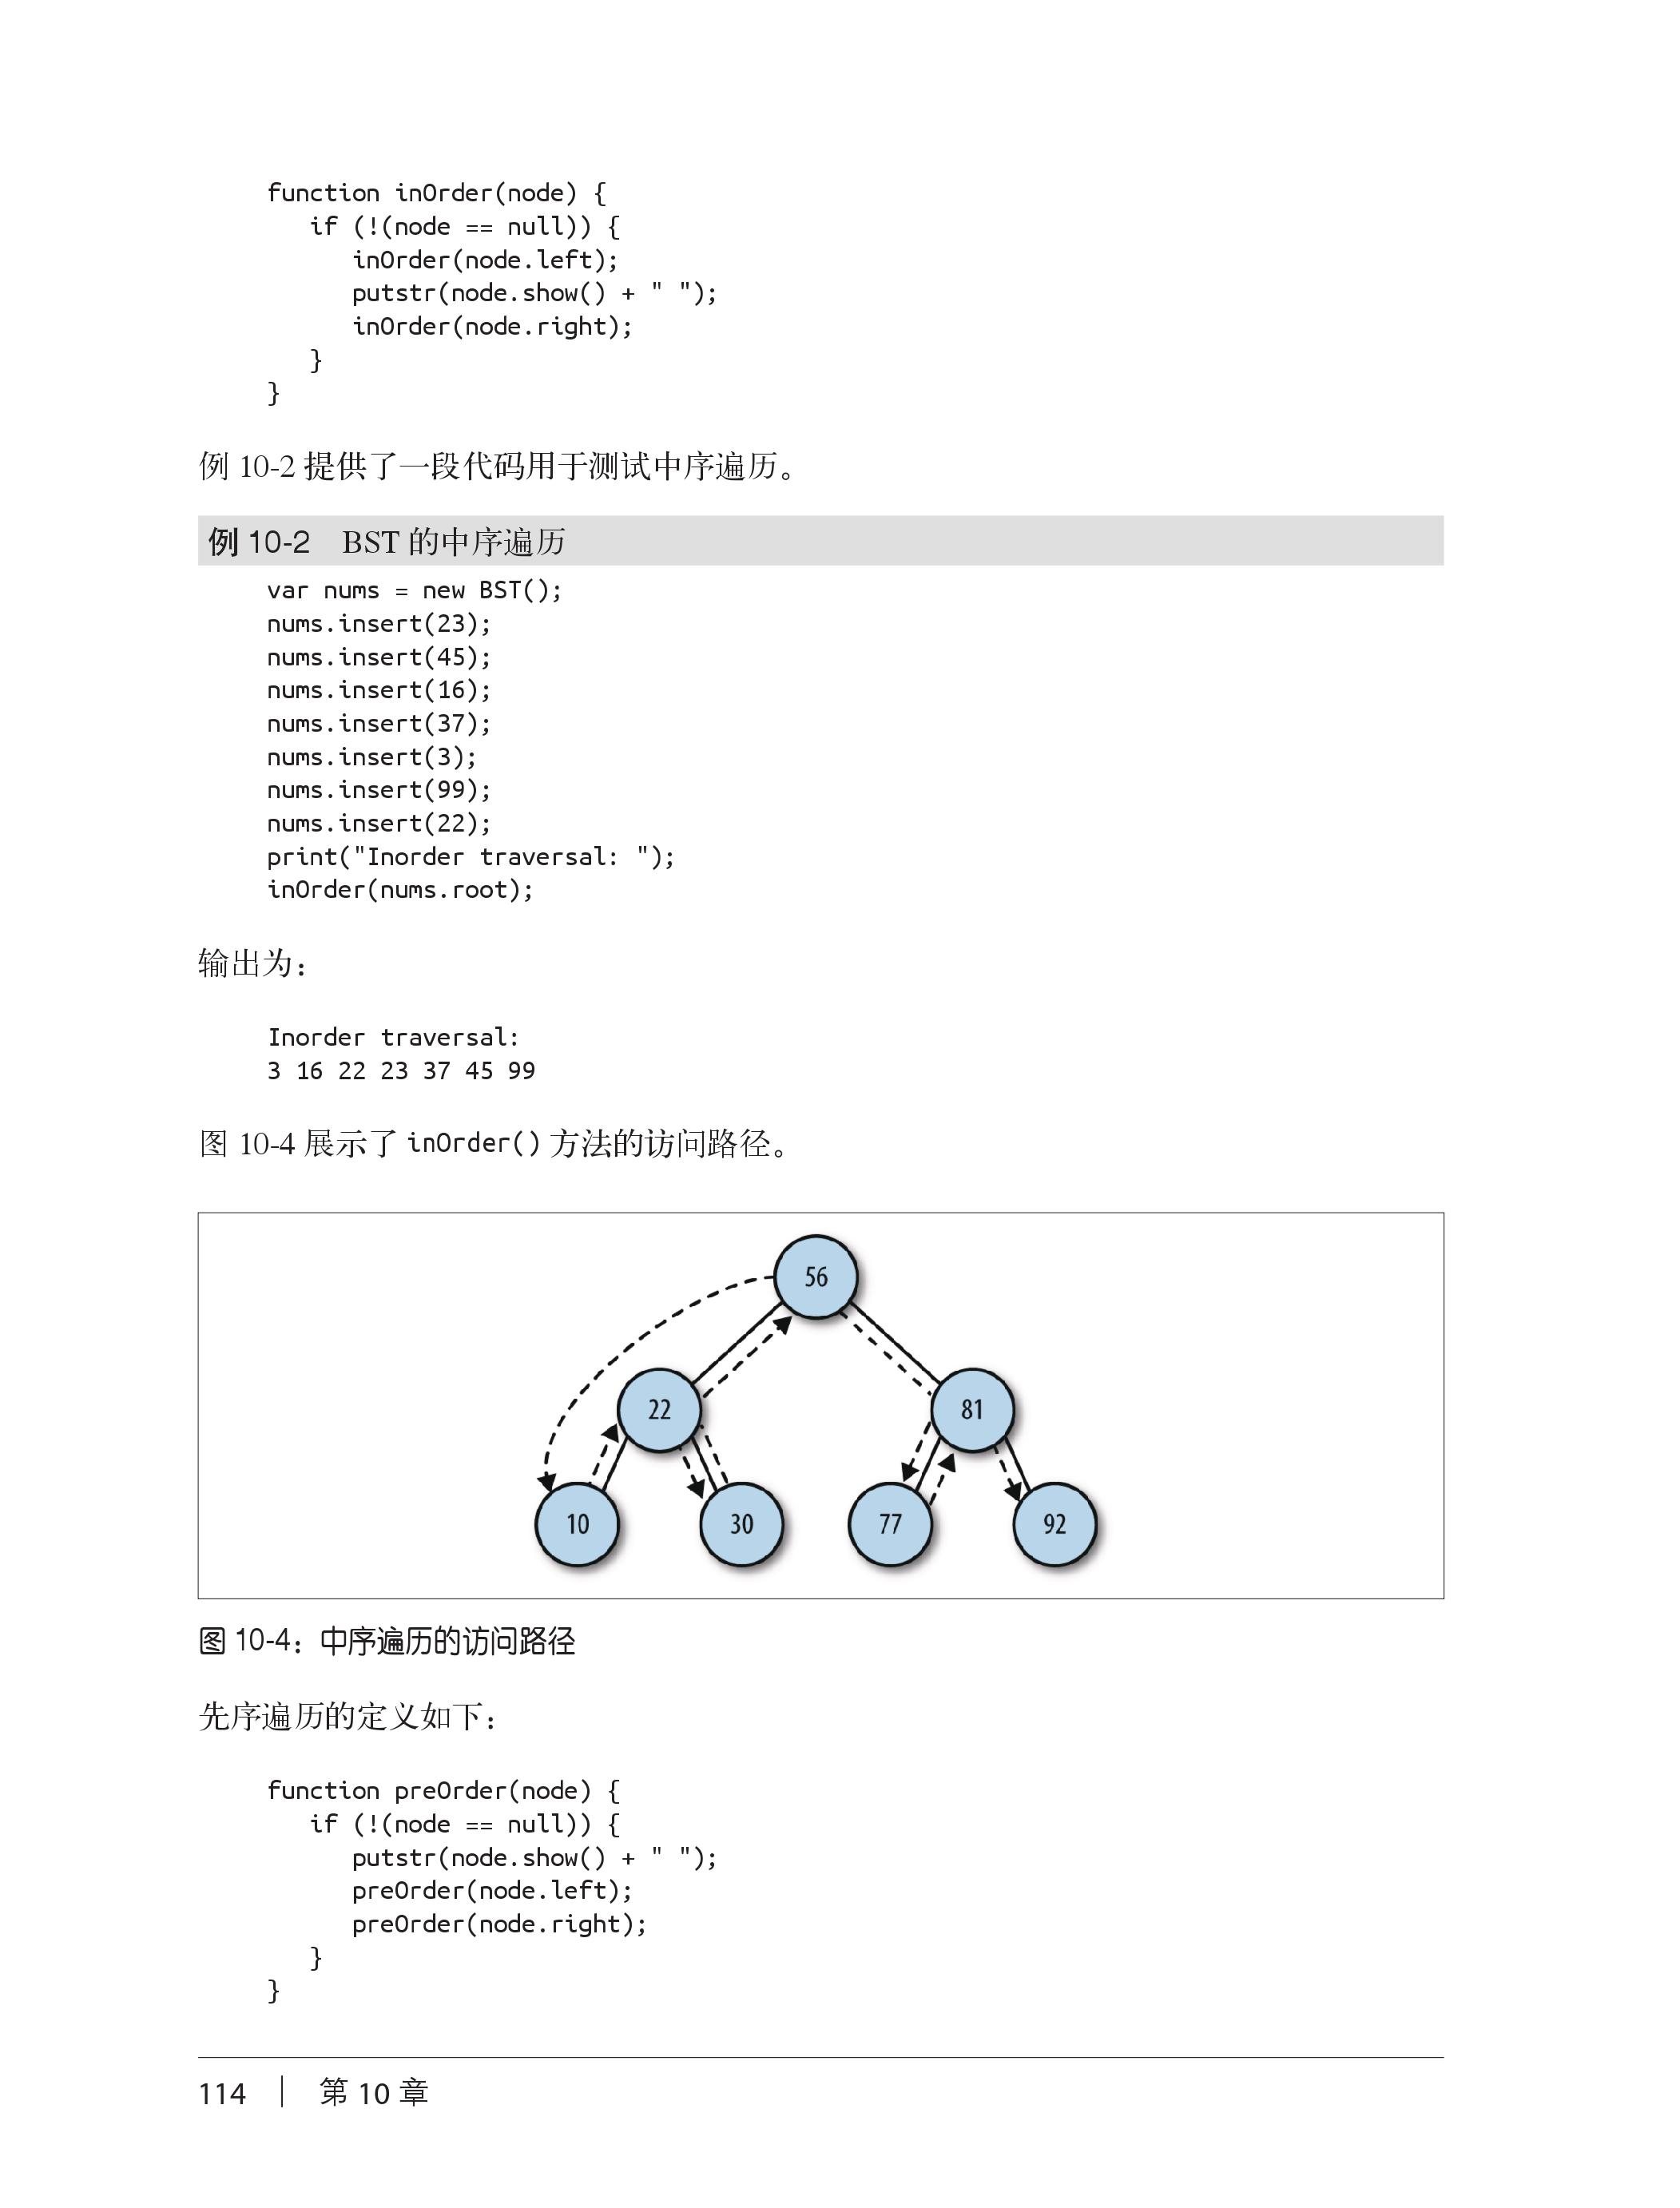 function inOrder(node) {
   if (!(node == null)) {
      inOrder(node.left);
      putstr(node.show() + " ");
      inOrder(node.right);
   }
}
例 10-2 提供了一段代码用于测试中序遍历。
例 10-2　BST 的中序遍历
var nums = new BST();
nums.insert(23);
nums.insert(45);
nums.insert(16);
nums.insert(37);
nums.insert(3);
nums.insert(99);
nums.insert(22);
print("Inorder traversal: ");
inOrder(nums.root);
输出为：
Inorder traversal:
3 16 22 23 37 45 99
图 10-4 展示了 inOrder() 方法的访问路径。
56
22
81
10
30
77
92
图 10-4：中序遍历的访问路径
先序遍历的定义如下：
function preOrder(node) {
   if (!(node == null)) {
      putstr(node.show() + " ");
      preOrder(node.left);
      preOrder(node.right);
   }
}
114 ｜ 第 10 章